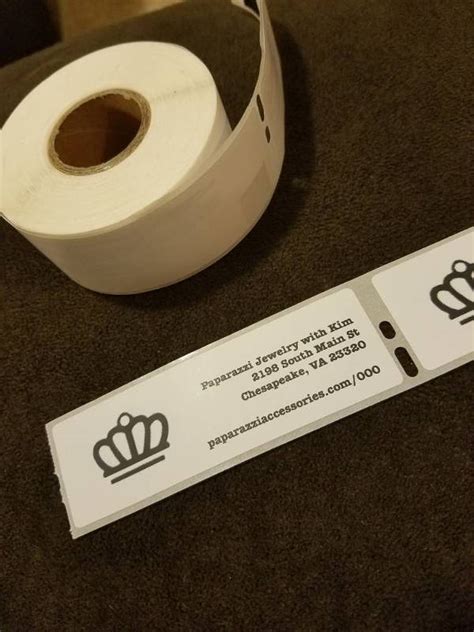 Paparazzi Jewelry with Kim
2198 South Main St
Chesapeake, VA 23320
paparazziaccessories.com/000